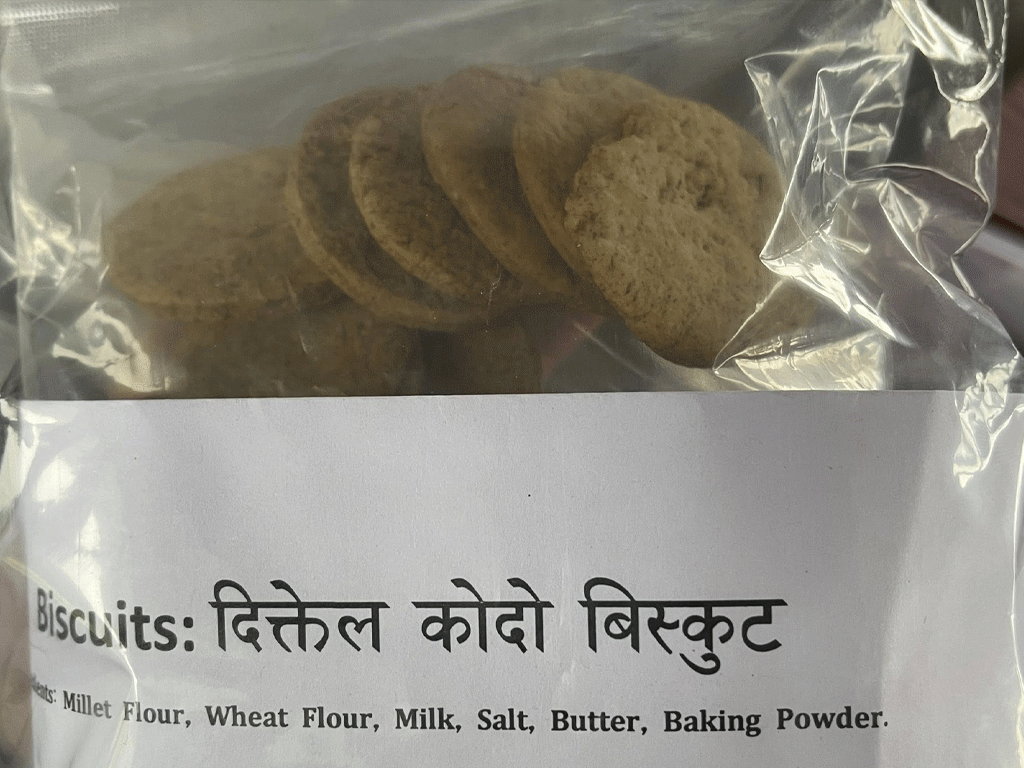 Biscuits: दिक्तेल कोदो बिस्कुट
Millet Flour, Wheat Flour, Milk, Salt, Butter, Baking Powder.